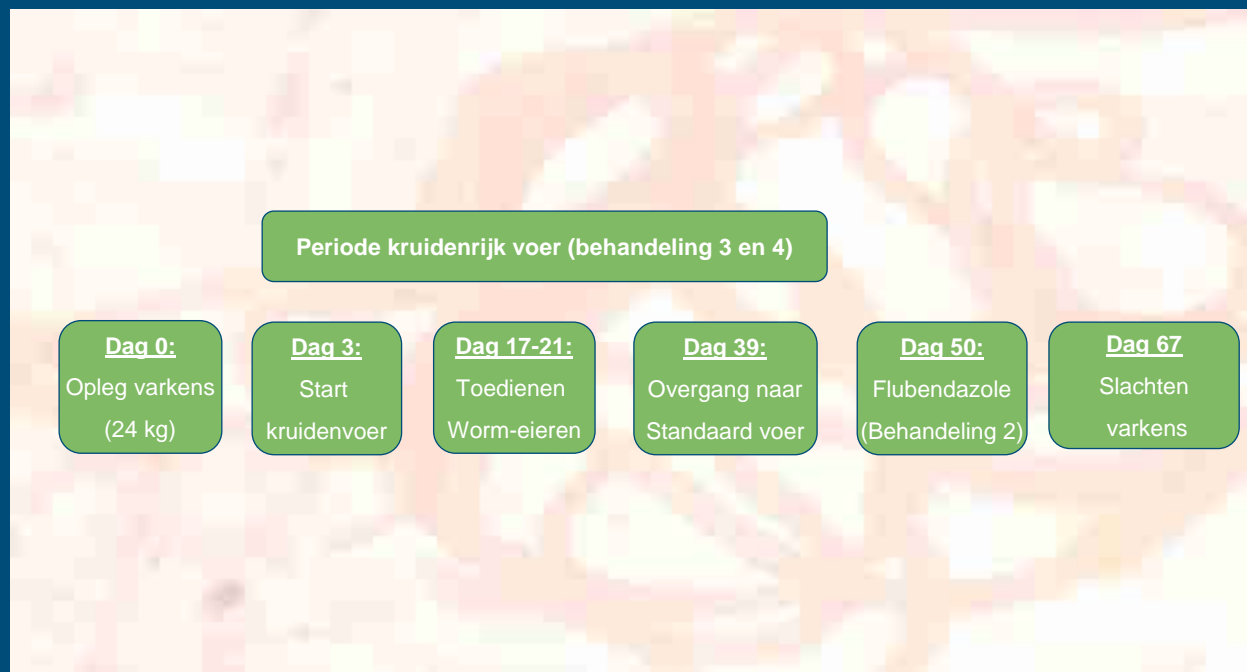 Periode kruidenrijk voer (behandeling 3 en 4)
Dag 0:
Opleg varkens
(24 kg)
Dag 3:
Start
kruidenvoer
Dag 17-21:
Toedienen
Worm-eieren
Dag 39:
Overgang naar
Standaard voer
Dag 50:
Flubendazole
(Behandeling 2)
Dag 67
Slachten
varkens